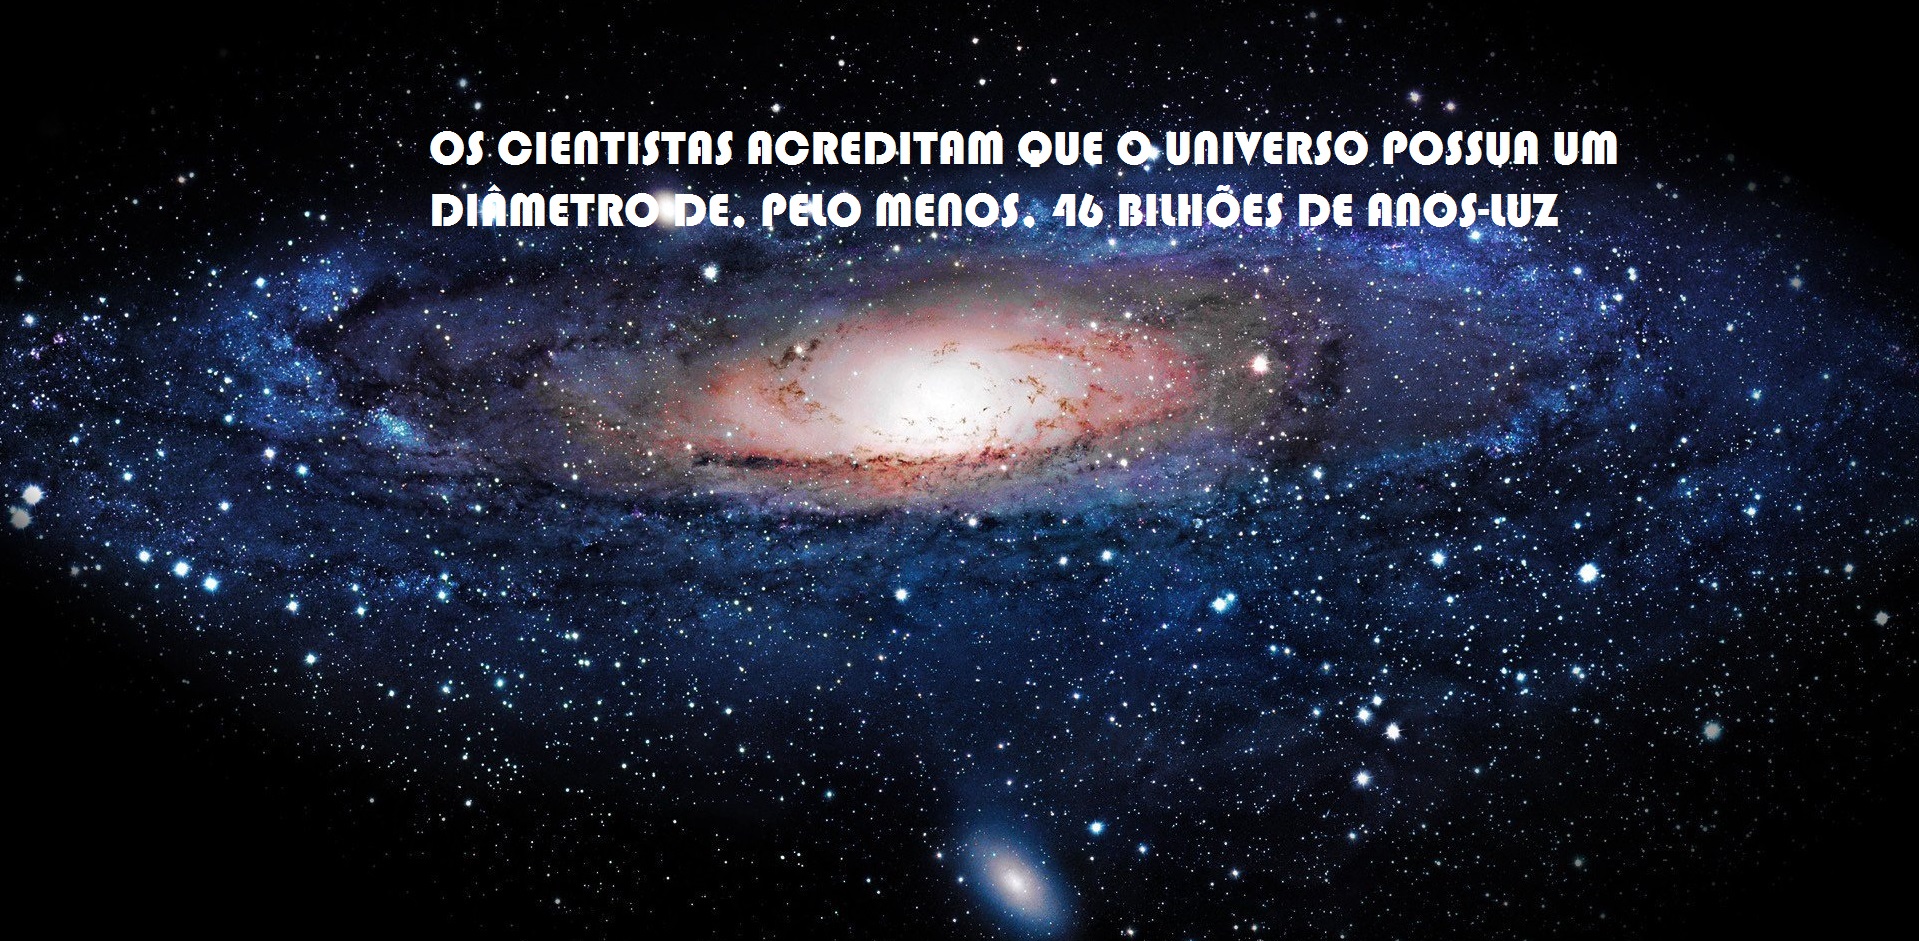 OS CIENTISTAS ACREDITAM QUE O UNIVERSO POSSUA UM
DIÂMETRO DE, PELO MENOS, 46 BILHÕES DE ANOS-LUZ